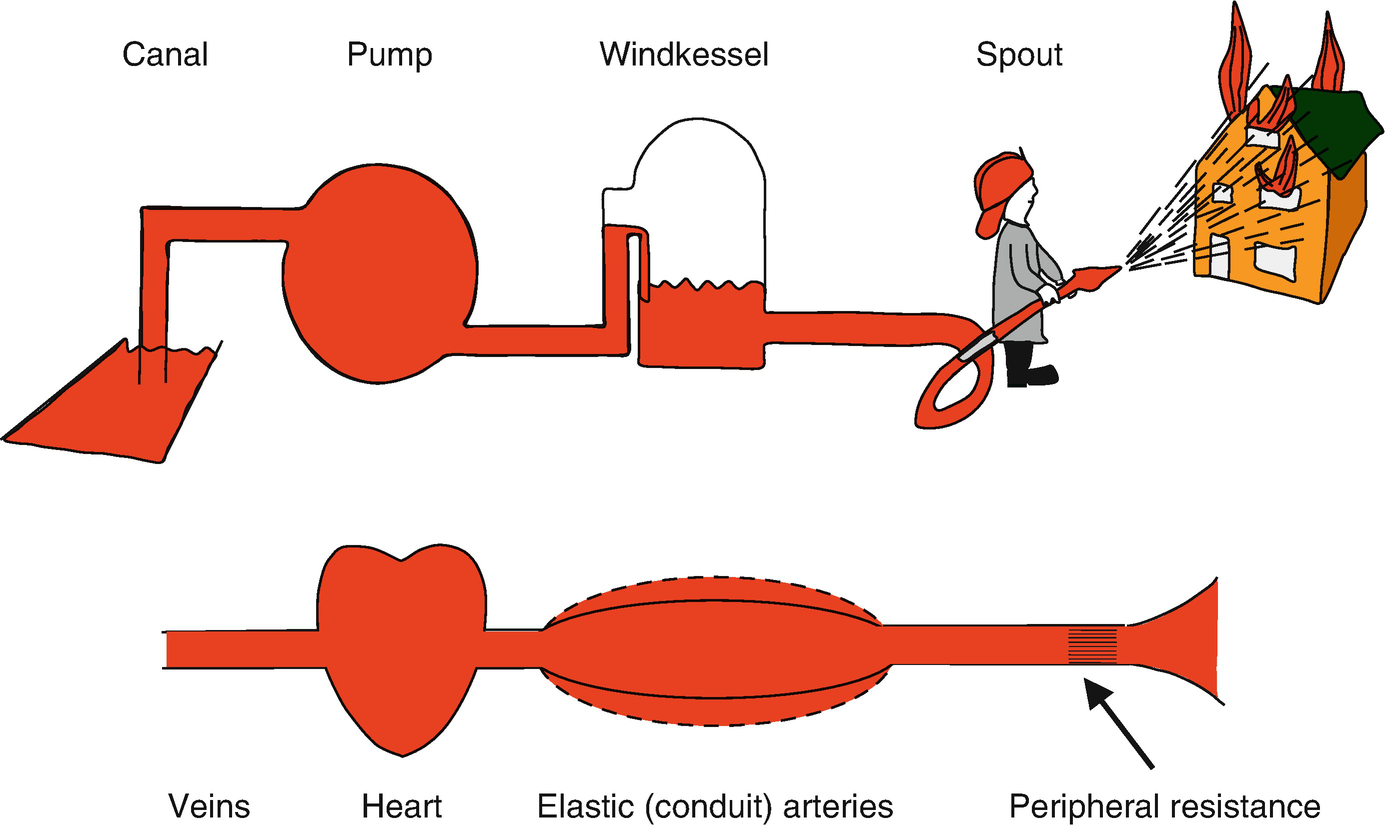 Canal
Pump
Windkessel
Spout
Veins
Heart
Elastic (conduit) arteries
Peripheral resistance